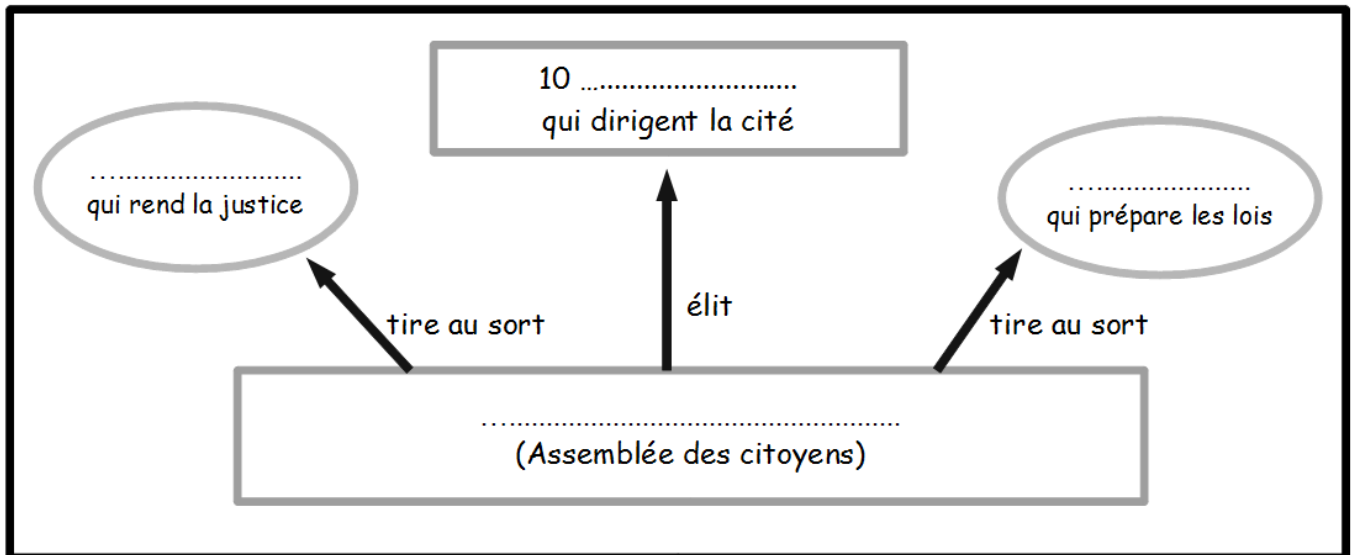 10 …...........................
qui dirigent la cité
…........................
qui rend la justice
….....................
qui prépare les lois
tire au sort
élit
tire au sort
…...................................................
(Assemblée des citoyens)